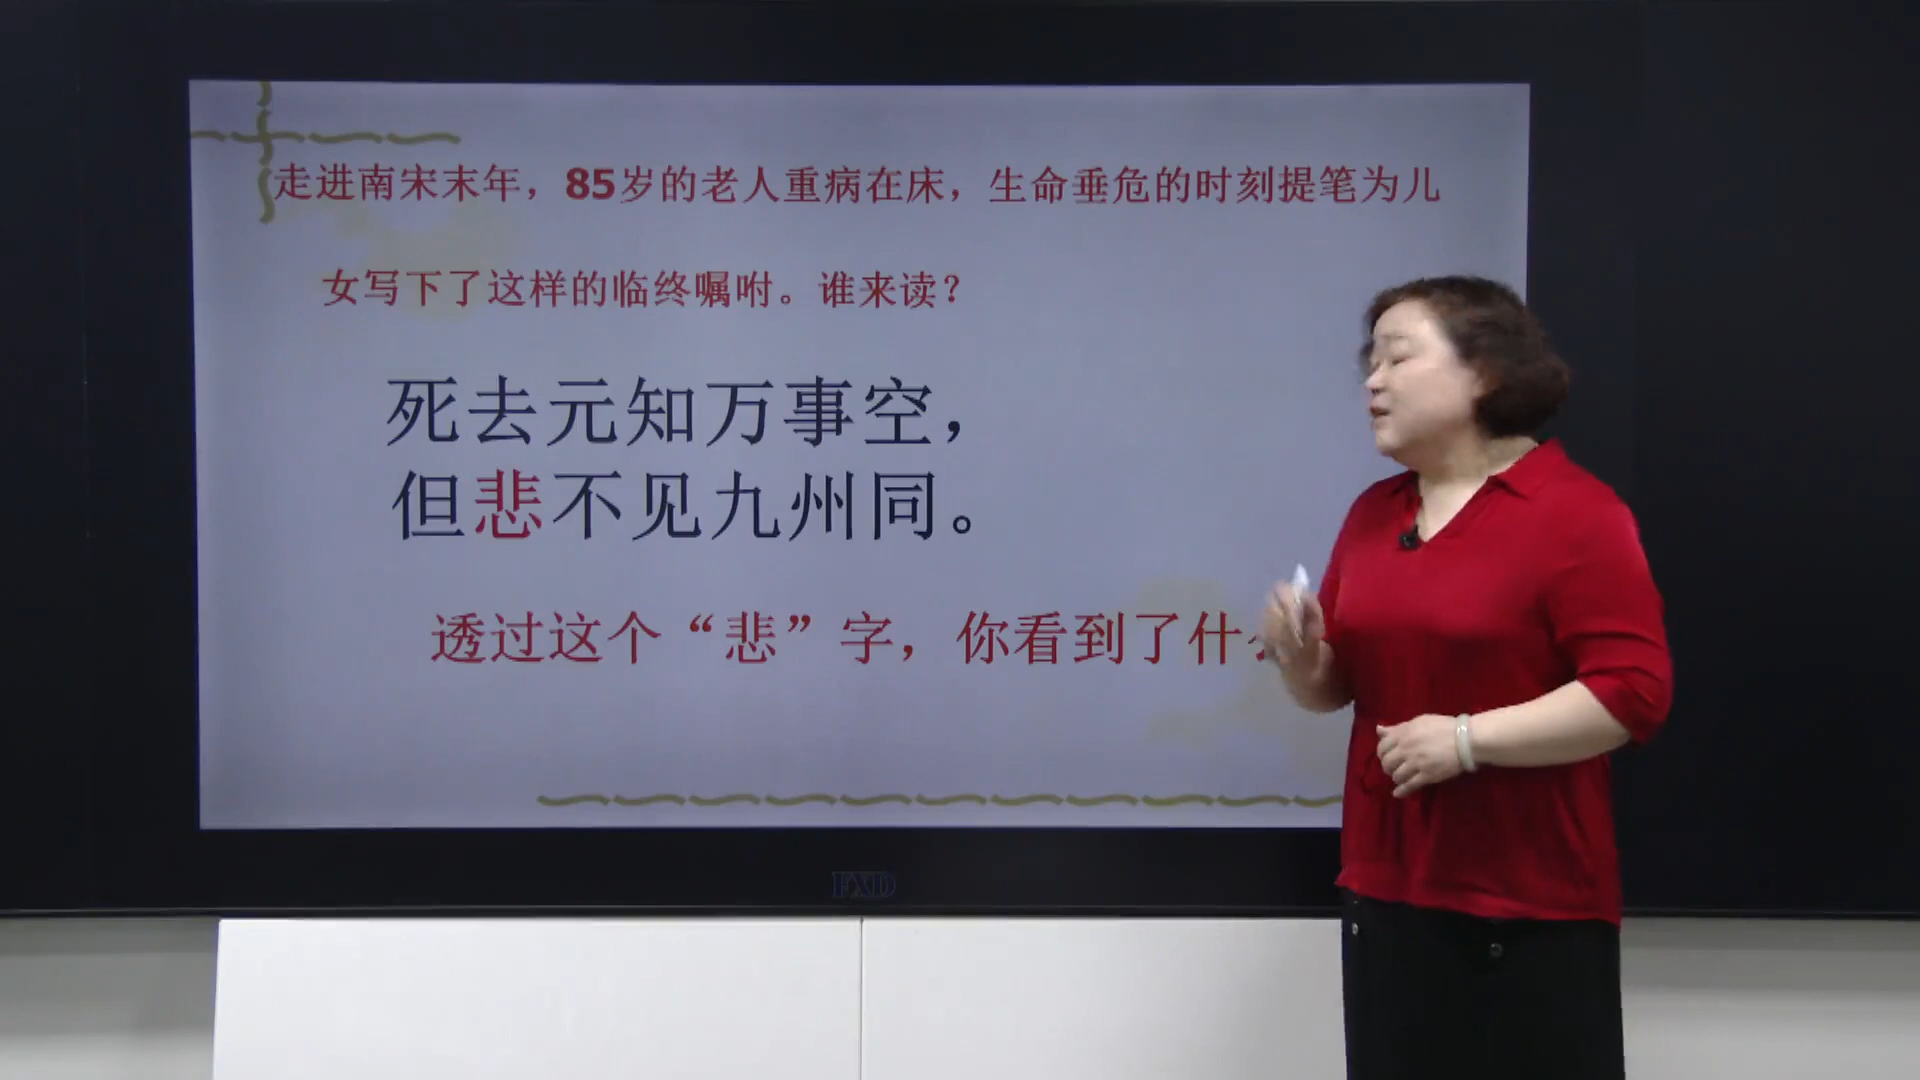 走进南宋末年，85岁的老人重病在床，生命垂危的时刻提笔为儿
女写下了这样的临终嘱咐。谁来读？
死去元知万事空，
但悲不见九州同。
透过这个“悲”字，你看到了什
FXD